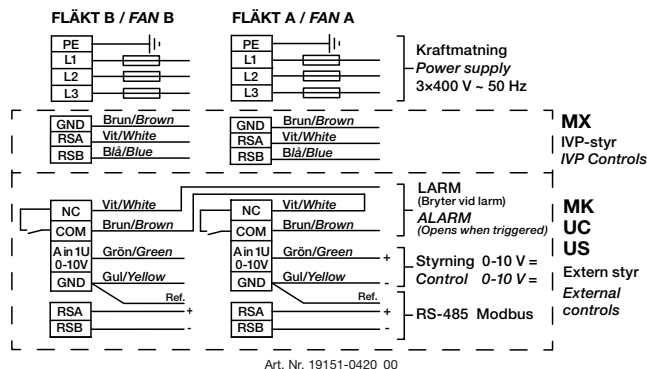 FLÄKT B / FAN B
FLÄKT A / FAN A
PE
L1
L2
L3
PE
L1
L2
L3
Kraftmatning
Power supply
3×400 V ~ 50 Hz
GND Brun/Brown
RSA Vit/White
RSB Blå/Blue
GND Brun/Brown
RSA Vit/White
RSB Blå/Blue
MX
IVP-styr
IVP Controls
NC Vit/White
COM Brun/Brown
A in 1U
0-10V
Grön/Green
GND Gul/Yellow
Ref.
RSA +
RSB -
NC Vit/White
COM Brun/Brown
A in 1U
0-10V
Grön/Green +
GND Gul/Yellow -
Ref.
RSA +
RSB -
LARM
(Bryter vid larm)
ALARM
(Opens when triggered)
Styrning 0-10 V =
Control 0-10 V =
RS-485 Modbus
MK
UC
US
Extern styr
External
controls
Art. Nr. 19151-0420_00